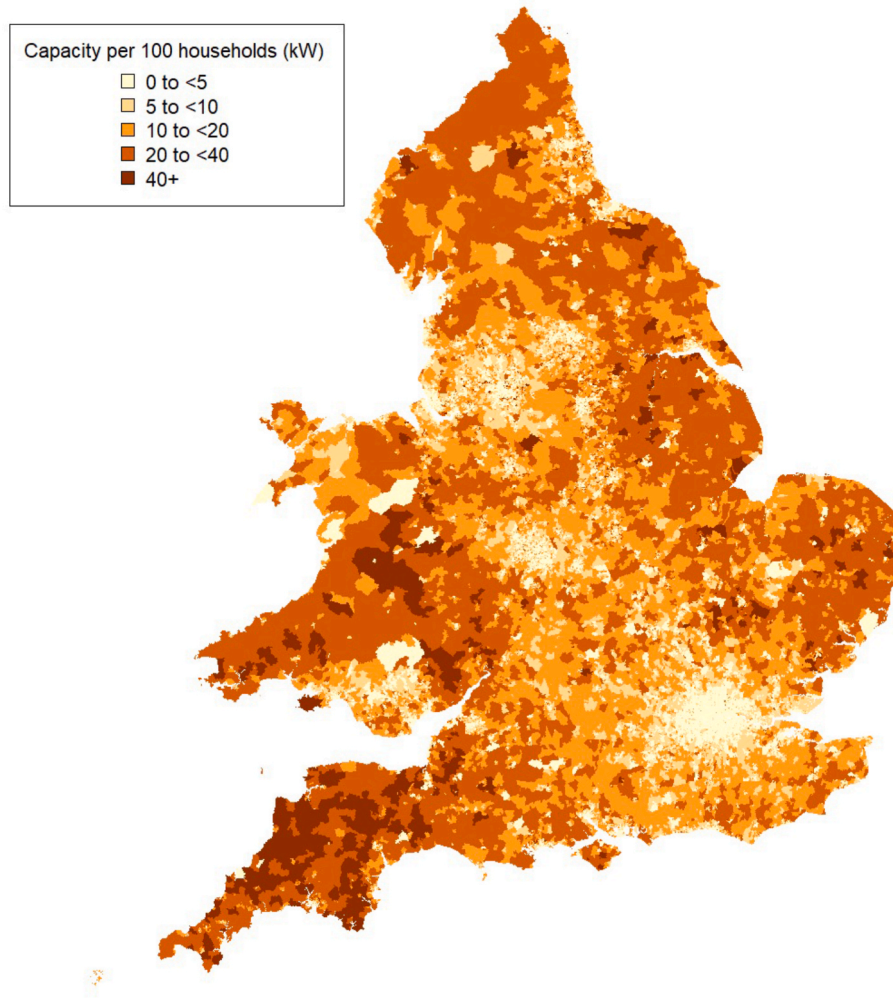 Capacity per 100 households (kW)
0 to <5
5 to <10
10 to <20
20 to <40
40+